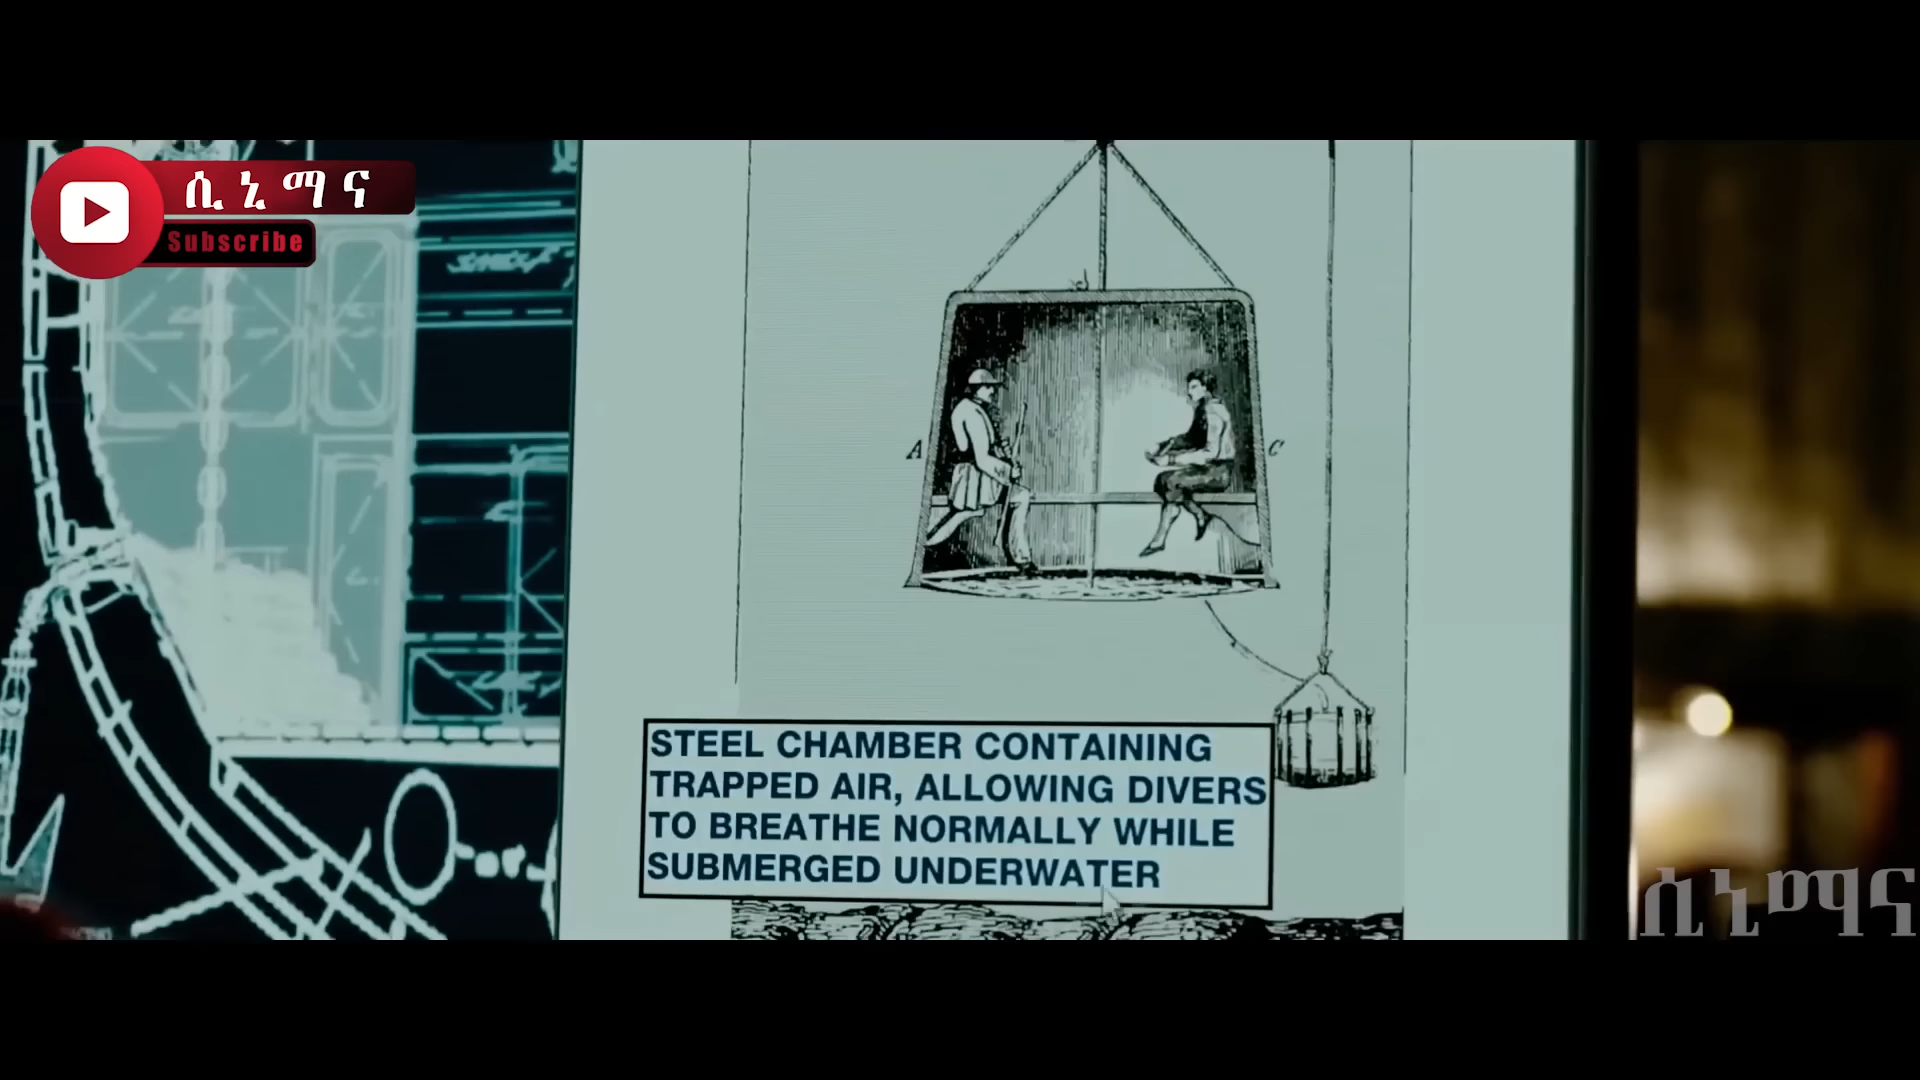 ሲኒማና
Subscribe
A
C
STEEL CHAMBER CONTAINING
TRAPPED AIR, ALLOWING DIVERS
TO BREATHE NORMALLY WHILE
SUBMERGED UNDERWATER
ሲኒማና